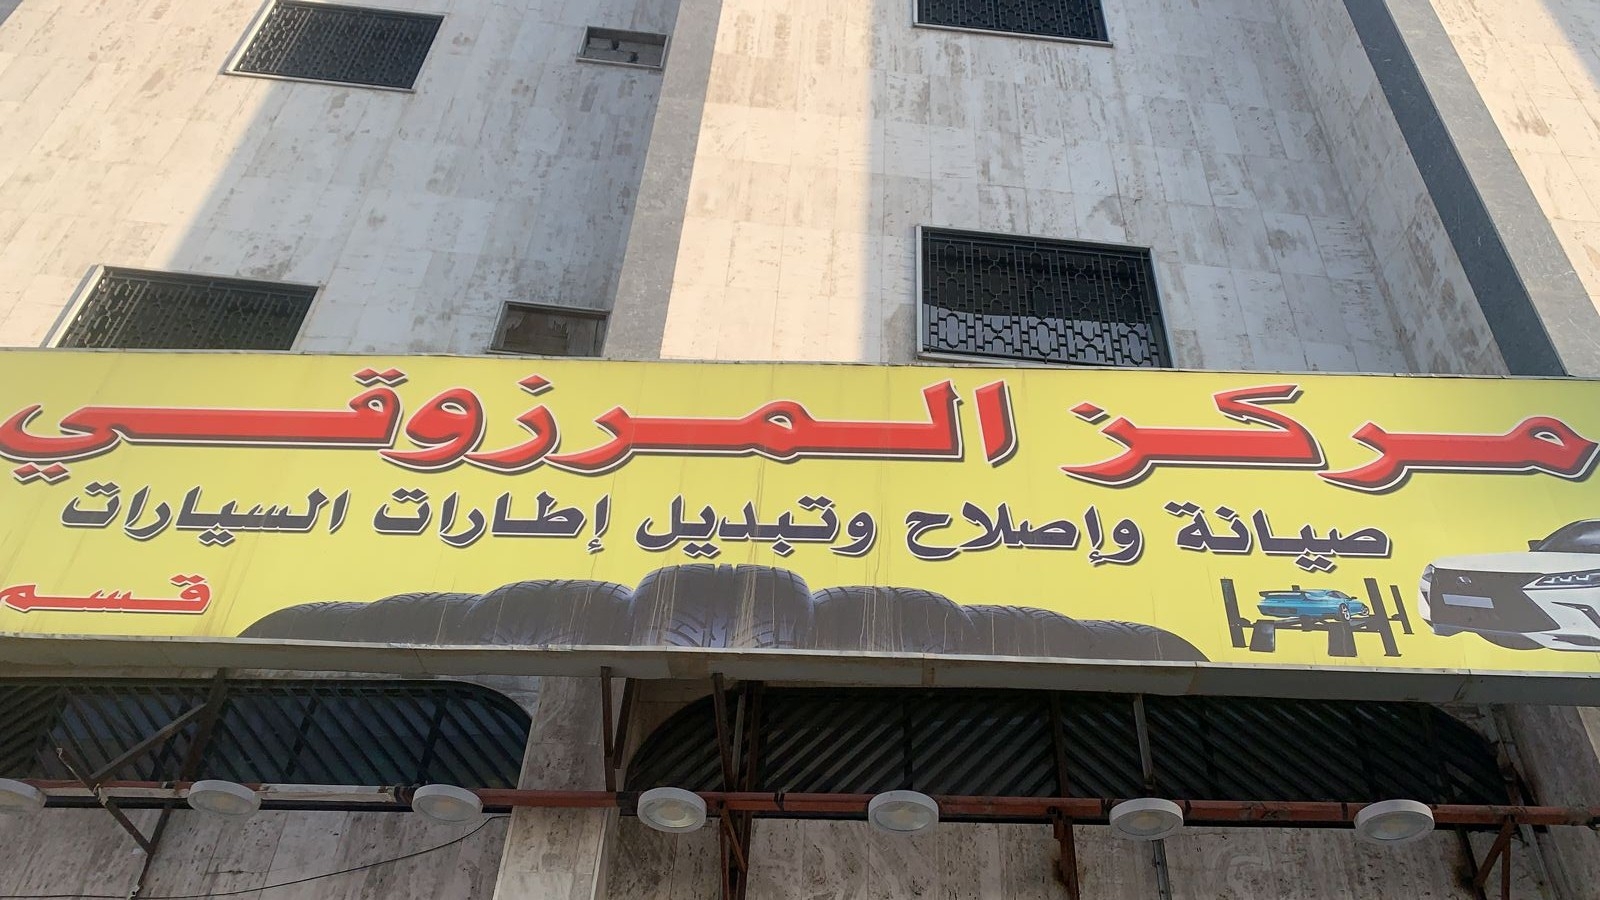 مركز المرزوقي
صيانة وإصلاح وتبديل إطارات السيارات
قسم